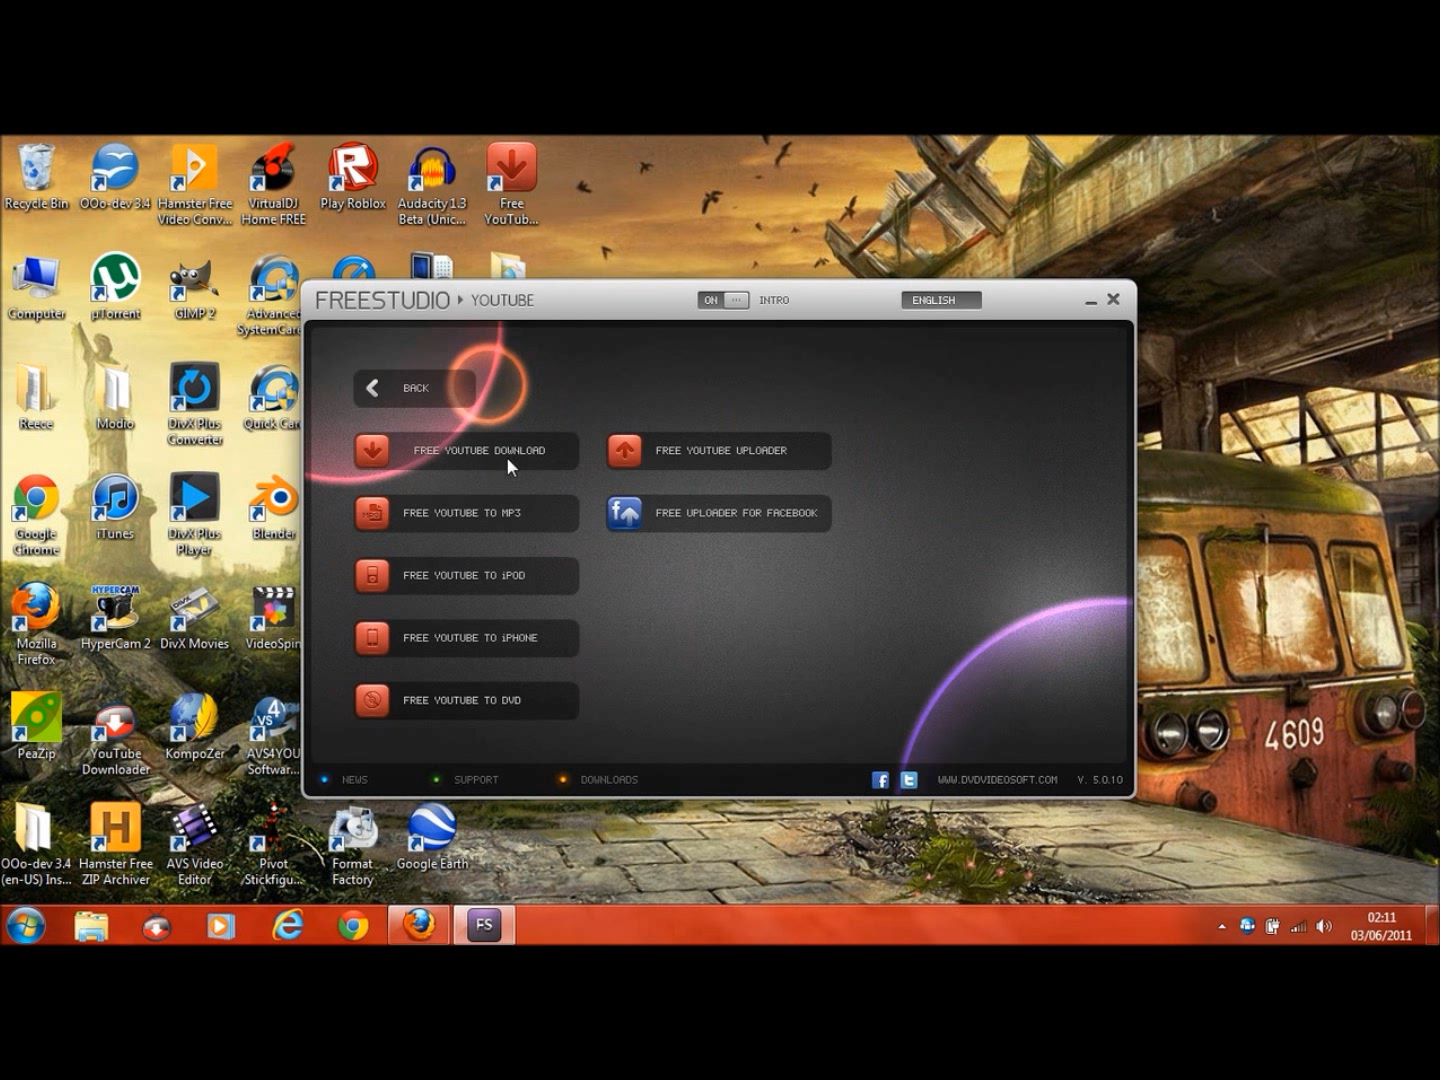 Recycle Bin
OOo-dev 3.4
Hamster Free
Video Conv...
VirtualDJ
Home FREE
Play Roblox
Audacity 1.3
Beta (Unic...
Free
YouTub...
Computer
µTorrent
GIMP 2
Advanced
SystemCare
FREESTUDIO
YOUTUBE
ON
INTRO
ENGLISH
BACK
Reece
Modio
DivX Plus
Converter
Quick Car
FREE YOUTUBE DOWNLOAD
FREE YOUTUBE UPLOADER
FREE YOUTUBE TO MP3
FREE UPLOADER FOR FACEBOOK
Google
Chrome
iTunes
DivX Plus
Player
Blender
FREE YOUTUBE TO iPOD
FREE YOUTUBE TO iPHONE
HYPERCAM
Mozilla
Firefox
HyperCam 2
DivX Movies
VideoSpin
FREE YOUTUBE TO DVD
4609
PeaZip
YouTube
Downloader
KompoZer
AVS4YOU
Softwar...
NEWS
SUPPORT
DOWNLOADS
WWW.DVDVIDEOSOFT.COM
V. 5.0.10
OOo-dev 3.4
(en-US) Ins...
Hamster Free
ZIP Archiver
AVS Video
Editor
Pivot
Stickfigu...
Format
Factory
Google Earth
FS
02:11
03/06/2011